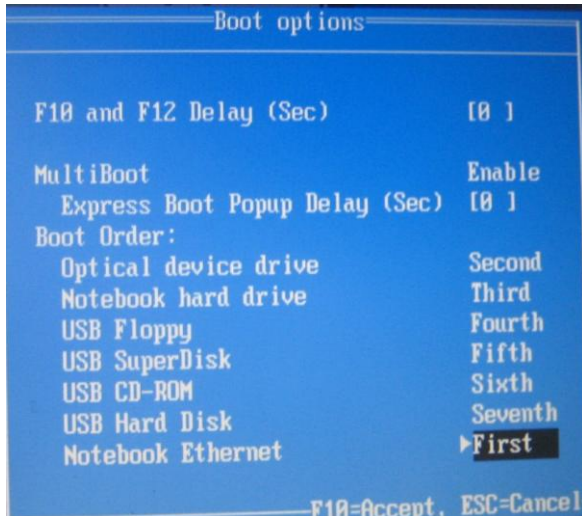 Boot options
F10 and F12 Delay (Sec) [0 ]
MultiBoot Enable
Express Boot Popup Delay (Sec) [0 ]
Boot Order:
Optical device drive Second
Notebook hard drive Third
USB Floppy Fourth
USB SuperDisk Fifth
USB CD-ROM Sixth
USB Hard Disk Seventh
Notebook Ethernet ▶First
F10=Accept, ESC=Cancel